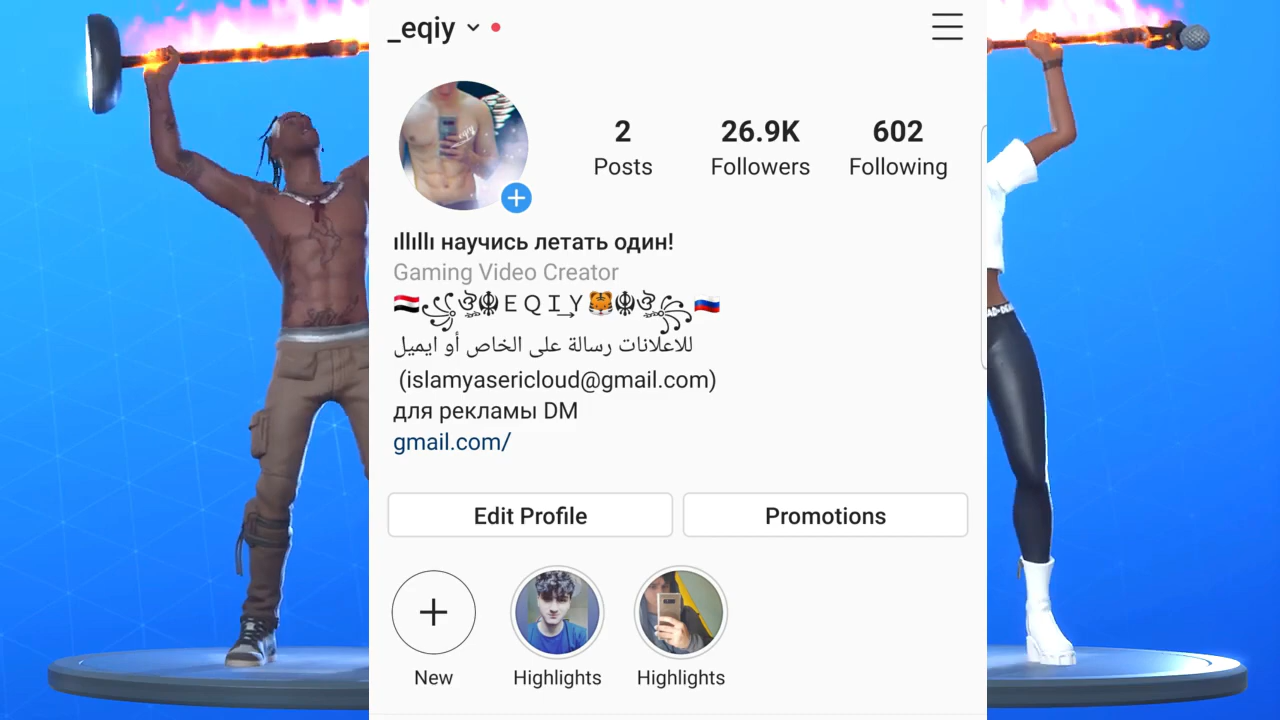 _eqiy
2
Posts
26.9K
Followers
602
Following
ıllıllı научись летать один!
Gaming Video Creator
🇪🇬꧁ঔৣ☬ＥＱＩ͢Ｙ🐯☬ঔৣ꧂🇷🇺
للاعلانات رسالة على الخاص أو ايميل
(islamyasericloud@gmail.com)
для рекламы DM
gmail.com/
Edit Profile
Promotions
New
Highlights
Highlights